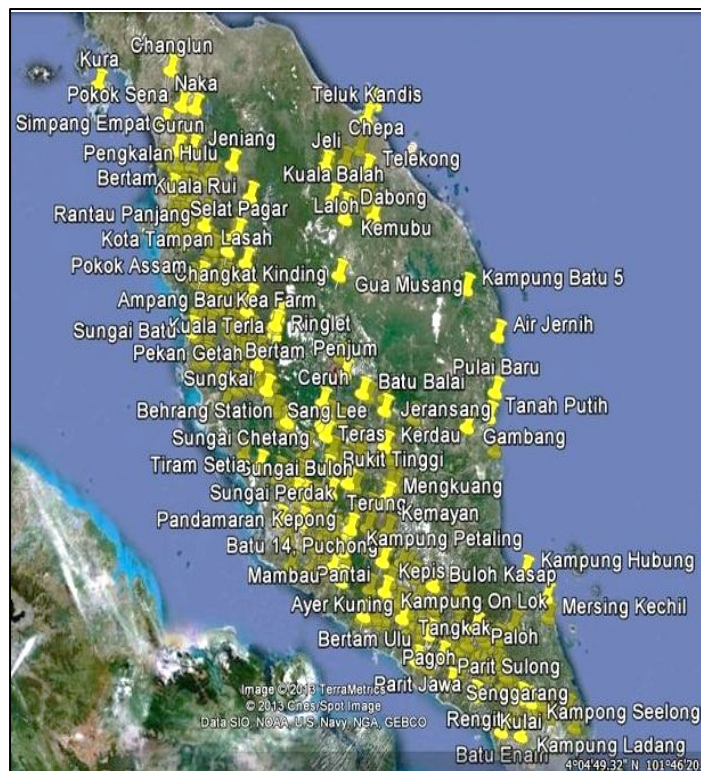 Changlun
Kura
Naka
Pokok Sena
Teluk Kandis
Simpang Empat
Gurun
Chepa
Jeniang
Jeli
Pengkalan Hulu
Telekong
Kuala Balah
Bertam
Kuala Rui
Dabong
Laloh
Rantau Panjang
Selat Pagar
Kemubu
Kota Tampan
Lasah
Pokok Assam
Changkat Kinding
Gua Musang
Kampung Batu 5
Ampang Baru
Kea Farm
Sungai Batu
Kuala Terla
Ringlet
Air Jernih
Pekan Getah
Bertam
Penjum
Pulai Baru
Sungkai
Ceruh
Batu Balai
Behrang Station
Sang Lee
Jeransang
Tanah Putih
Sungai Chetang
Teras
Kerdau
Gambang
Tiram Setia
Sungai Buloh
Bukit Tinggi
Sungai Perdak
Mengkuang
Terung
Pandamaran
Kepong
Kemayan
Batu 14, Puchong
Kampung Petaling
Kampung Hubung
Mambau
Pantai
Kepis
Buloh Kasap
Ayer Kuning
Kampung On Lok
Mersing Kechil
Bertam Ulu
Tangkak
Paloh
Pagoh
Parit Sulong
Parit Jawa
Senggarang
Image © 2013 TerraMetrics
© 2013 Cnes/Spot Image
Data SIO, NOAA, U.S. Navy, NGA, GEBCO
Rengit
Kulai
Kampong Seelong
Batu Enam
Kampung Ladang
4°04'49.32" N 101°46'20